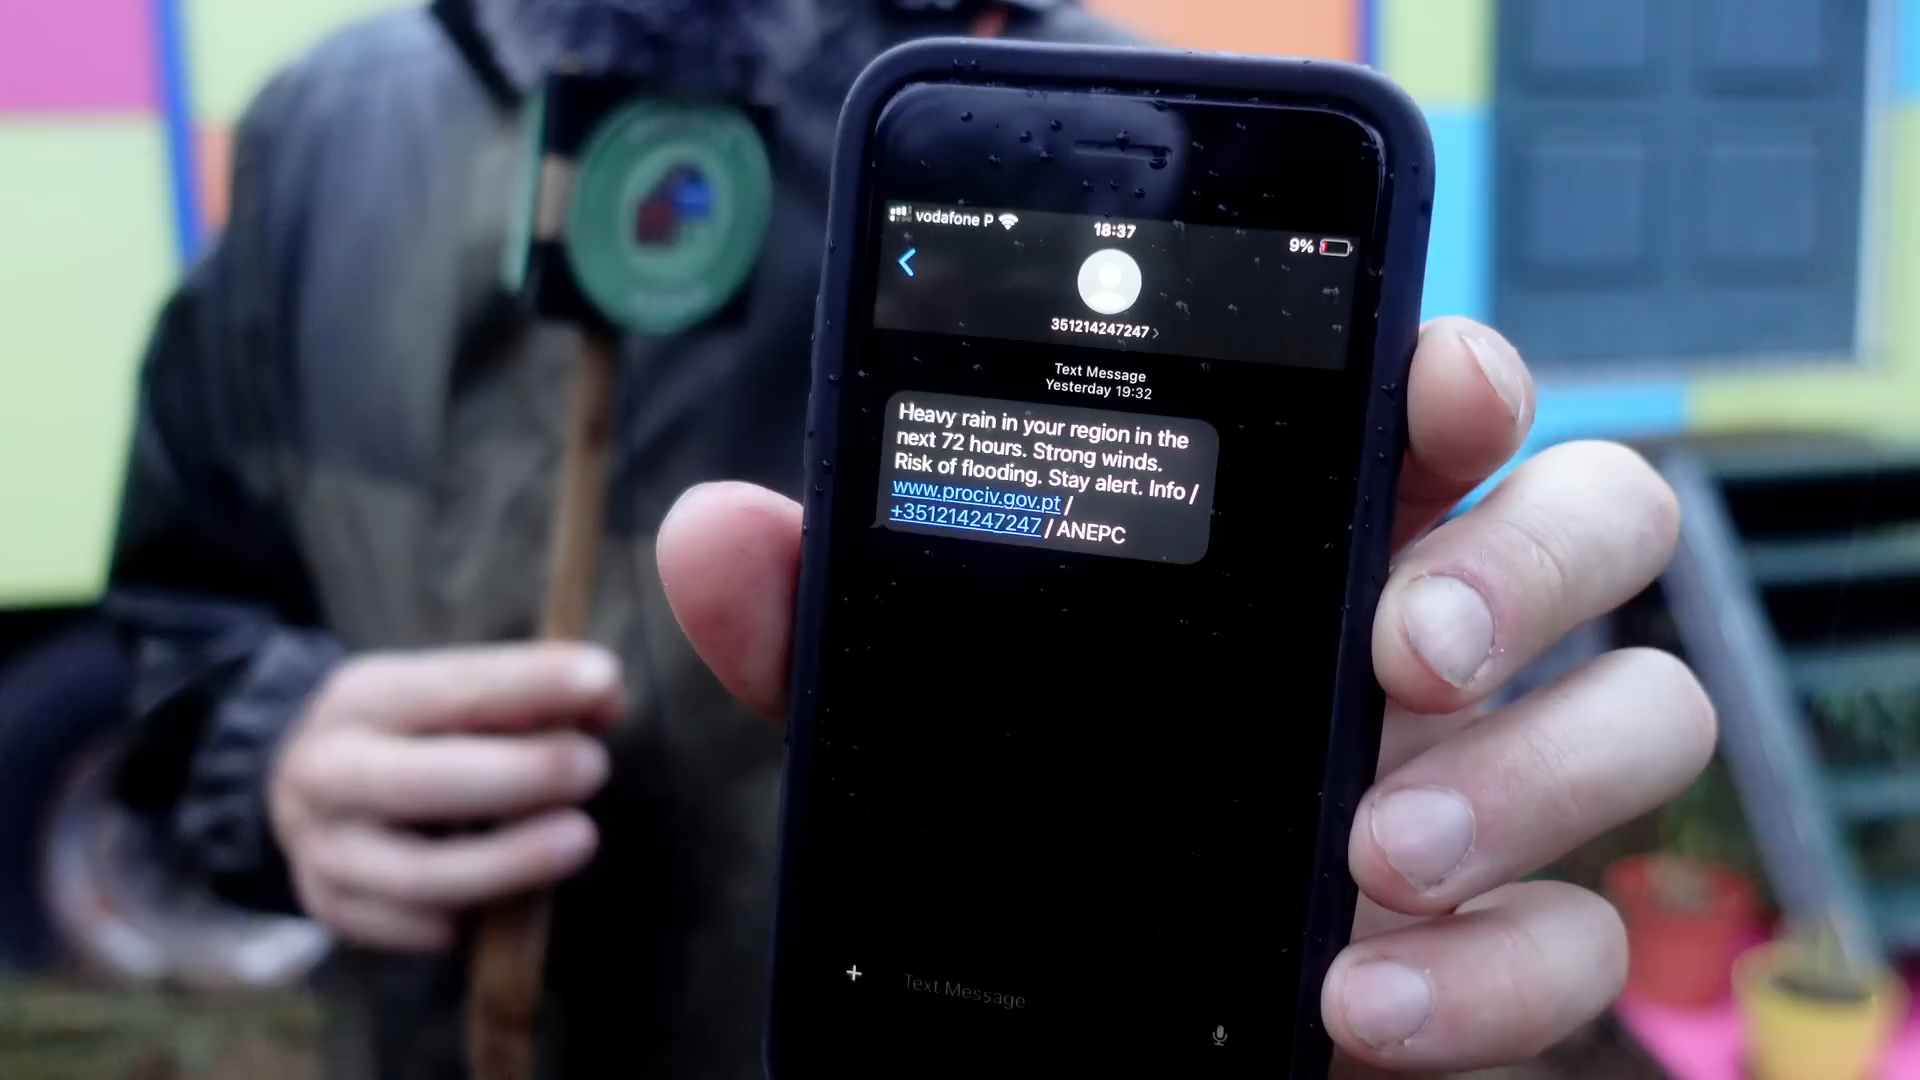 vodafone P
18:37
9%
351214247247
Text Message
Yesterday 19:32
Heavy rain in your region in the
next 72 hours. Strong winds.
Risk of flooding. Stay alert. Info /
www.prociv.gov.pt /
+351214247247 / ANEPC
Text Message